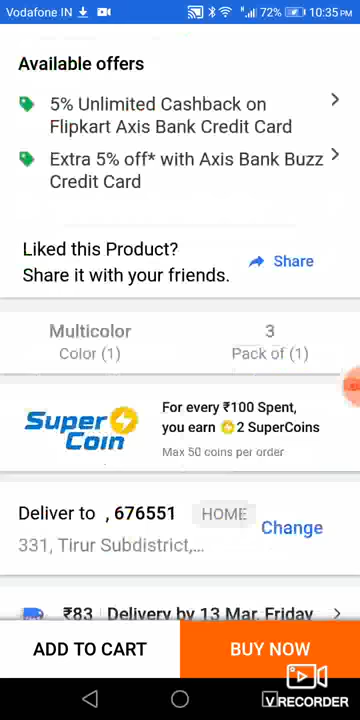 Vodafone IN 72% 10:35 PM
Available offers
5% Unlimited Cashback on
Flipkart Axis Bank Credit Card
Extra 5% off* with Axis Bank Buzz
Credit Card
Liked this Product?
Share it with your friends.
Share
Multicolor 3
Color (1) Pack of (1)
Super
Coin
For every ₹100 Spent,
you earn 2 SuperCoins
Max 50 coins per order
Deliver to , 676551 HOME
Change
331, Tirur Subdistrict,...
₹83 Delivery by 13 Mar, Friday
ADD TO CART BUY NOW
V RECORDER